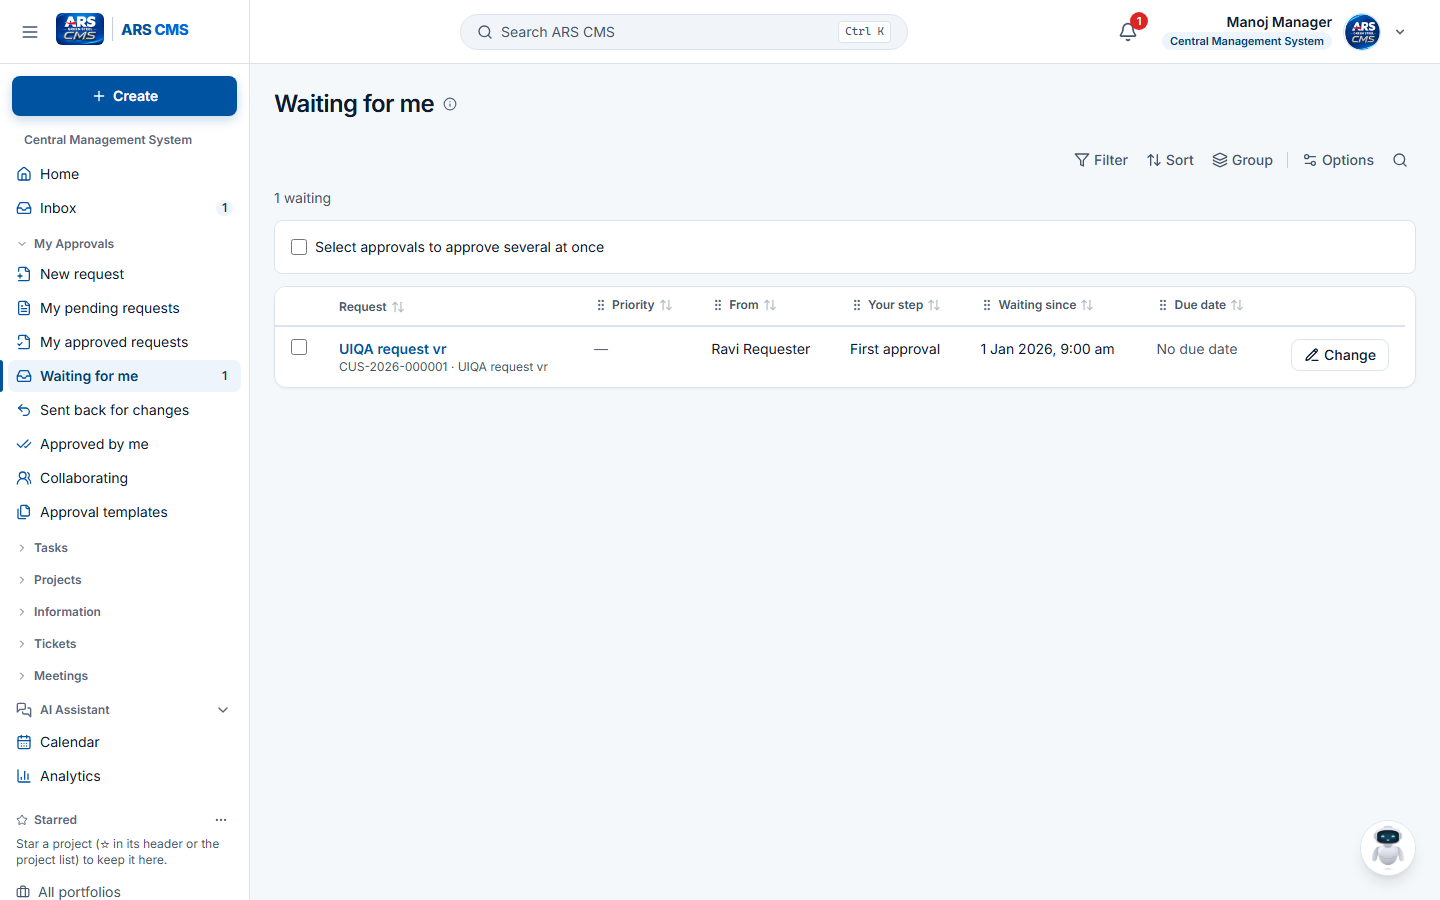 ARS
GREEN STEEL
CMS
ARS CMS
Search ARS CMS
Ctrl K
1
Manoj Manager
Central Management System
ARS
CMS
Create
Central Management System
Home
Inbox 1
My Approvals
New request
My pending requests
My approved requests
Waiting for me 1
Sent back for changes
Approved by me
Collaborating
Approval templates
Tasks
Projects
Information
Tickets
Meetings
AI Assistant
Calendar
Analytics
Starred
Star a project (☆ in its header or the
project list) to keep it here.
All portfolios
Waiting for me
Filter Sort Group Options
1 waiting
Select approvals to approve several at once
Request Priority From Your step Waiting since Due date
UIQA request vr — Ravi Requester First approval 1 Jan 2026, 9:00 am No due date Change
CUS-2026-000001 · UIQA request vr